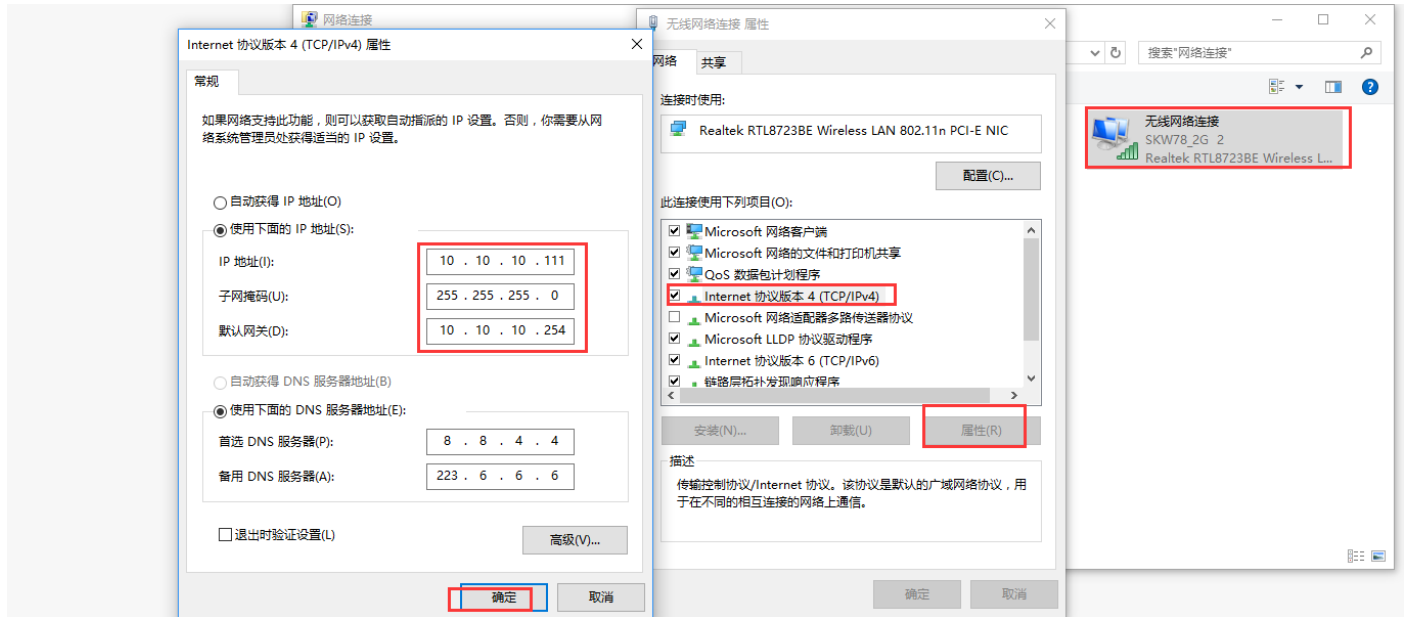 网络连接
无线网络连接 属性
Internet 协议版本 4 (TCP/IPv4) 属性
常规
如果网络支持此功能，则可以获取自动指派的 IP 设置。否则，你需要从网
络系统管理员处获得适当的 IP 设置。
自动获得 IP 地址(O)
使用下面的 IP 地址(S):
IP 地址(I):
10 . 10 . 10 . 111
子网掩码(U):
255 . 255 . 255 . 0
默认网关(D):
10 . 10 . 10 . 254
自动获得 DNS 服务器地址(B)
使用下面的 DNS 服务器地址(E):
首选 DNS 服务器(P):
8 . 8 . 4 . 4
备用 DNS 服务器(A):
223 . 6 . 6 . 6
退出时验证设置(L)
高级(V)...
确定
取消
网络
共享
连接时使用:
Realtek RTL8723BE Wireless LAN 802.11n PCI-E NIC
配置(C)...
此连接使用下列项目(O):
Microsoft 网络客户端
Microsoft 网络的文件和打印机共享
QoS 数据包计划程序
Internet 协议版本 4 (TCP/IPv4)
Microsoft 网络适配器多路传送器协议
Microsoft LLDP 协议驱动程序
Internet 协议版本 6 (TCP/IPv6)
链路层拓扑发现响应程序
安装(N)...
卸载(U)
属性(R)
描述
传输控制协议/Internet 协议。该协议是默认的广域网络协议，用
于在不同的相互连接的网络上通信。
确定
取消
搜索"网络连接"
无线网络连接
SKW78_2G 2
Realtek RTL8723BE Wireless L...